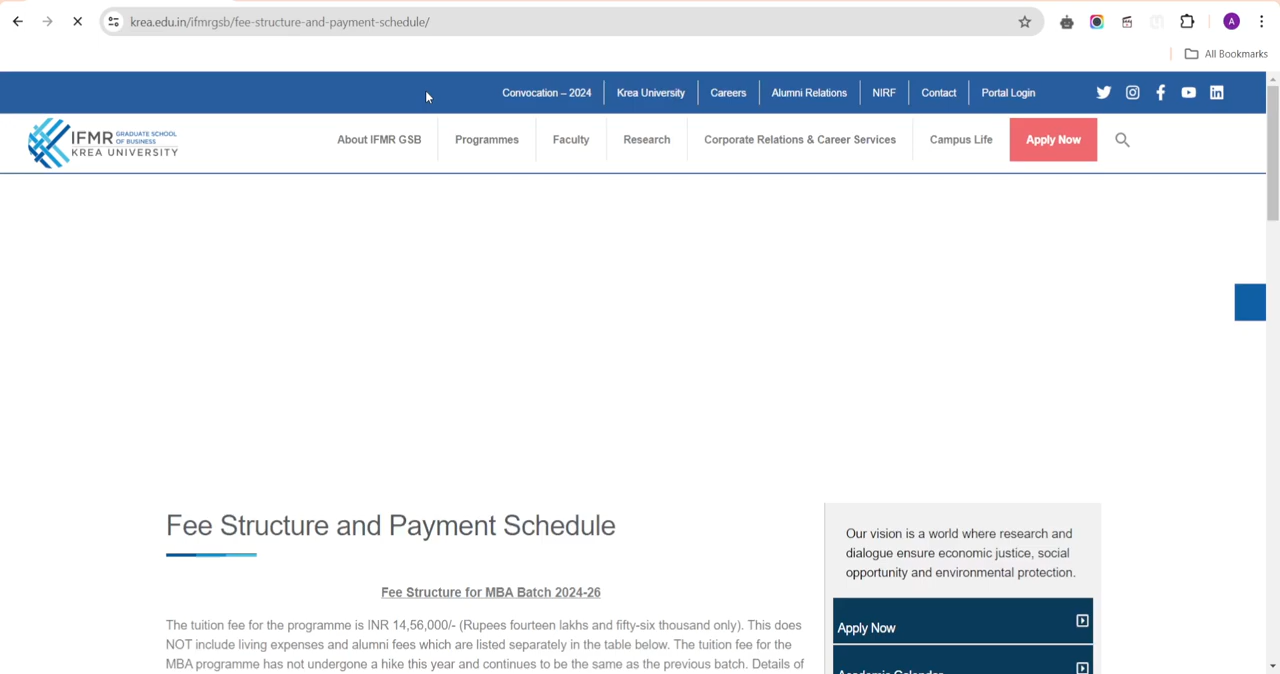 krea.edu.in/ifmrgsb/fee-structure-and-payment-schedule/
A
All Bookmarks
Convocation – 2024
Krea University
Careers
Alumni Relations
NIRF
Contact
Portal Login
IFMR GRADUATE SCHOOL OF BUSINESS
KREA UNIVERSITY
About IFMR GSB
Programmes
Faculty
Research
Corporate Relations & Career Services
Campus Life
Apply Now
Fee Structure and Payment Schedule
Fee Structure for MBA Batch 2024-26
The tuition fee for the programme is INR 14,56,000/- (Rupees fourteen lakhs and fifty-six thousand only). This does
NOT include living expenses and alumni fees which are listed separately in the table below. The tuition fee for the
MBA programme has not undergone a hike this year and continues to be the same as the previous batch. Details of
Our vision is a world where research and
dialogue ensure economic justice, social
opportunity and environmental protection.
Apply Now